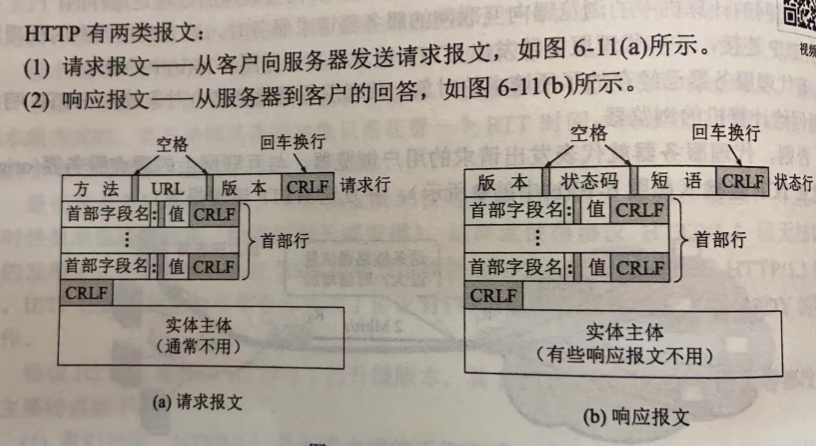 HTTP 有两类报文：
(1) 请求报文——从客户向服务器发送请求报文，如图 6-11(a)所示。
(2) 响应报文——从服务器到客户的回答，如图 6-11(b)所示。
空格 回车换行
方 法 URL 版 本 CRLF 请求行
首部字段名: 值 CRLF
⋮
首部行
首部字段名: 值 CRLF
CRLF
实体主体
（通常不用）
(a) 请求报文
空格 回车换行
版 本 状态码 短 语 CRLF 状态行
首部字段名: 值 CRLF
⋮
首部行
首部字段名: 值 CRLF
CRLF
实体主体
（有些响应报文不用）
(b) 响应报文
视频